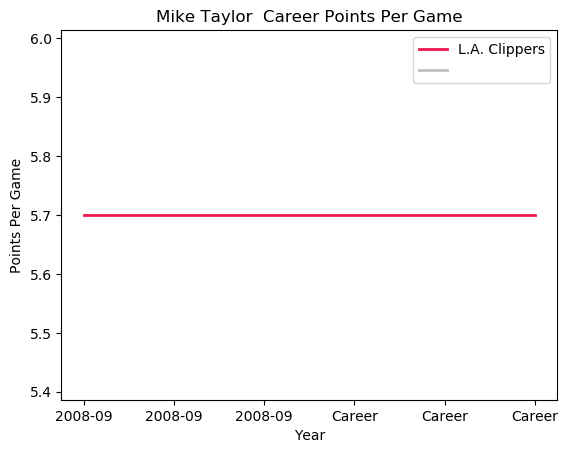 Mike Taylor  Career Points Per Game
L.A. Clippers
6.0
5.9
5.8
5.7
5.6
5.5
5.4
Points Per Game
2008-09 2008-09 2008-09 Career Career Career
Year